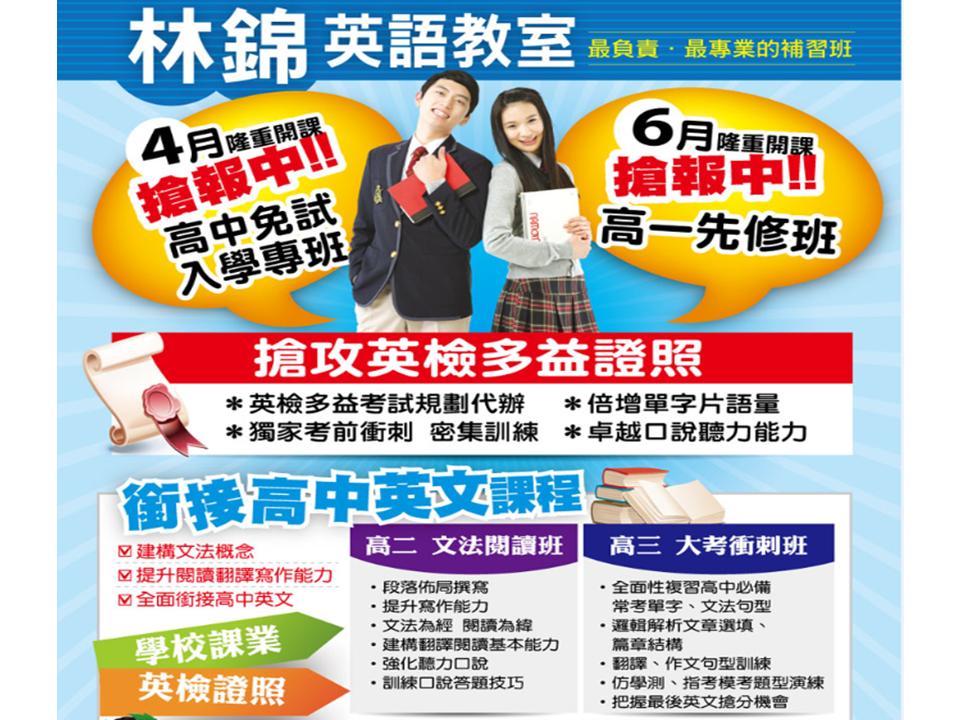 林錦英語教室 最負責．最專業的補習班
4月隆重開課
搶報中!!
高中免試
入學專班
6月隆重開課
搶報中!!
高一先修班
搶攻英檢多益證照
＊英檢多益考試規劃代辦 ＊倍增單字片語量
＊獨家考前衝刺 密集訓練 ＊卓越口說聽力能力
銜接高中英文課程
☑建構文法概念
☑提升閱讀翻譯寫作能力
☑全面銜接高中英文
學校課業
英檢證照
高二 文法閱讀班
・段落佈局撰寫
・提升寫作能力
・文法為經 閱讀為緯
・建構翻譯閱讀基本能力
・強化聽力口說
・訓練口說答題技巧
高三 大考衝刺班
・全面性複習高中必備
常考單字、文法句型
・邏輯解析文章選填、
篇章結構
・翻譯、作文句型訓練
・仿學測、指考模考題型演練
・把握最後英文搶分機會